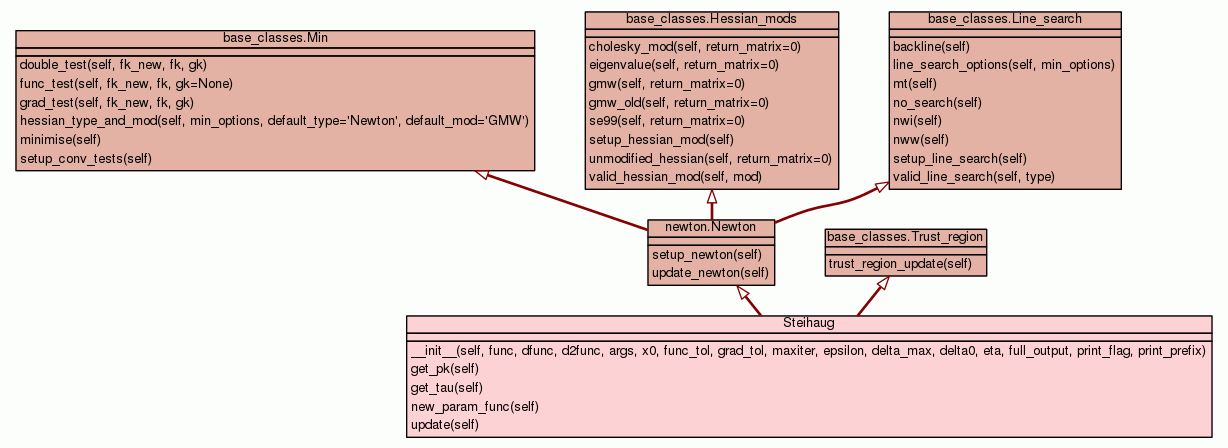 base_classes.Min
double_test(self, fk_new, fk, gk)
func_test(self, fk_new, fk, gk=None)
grad_test(self, fk_new, fk, gk)
hessian_type_and_mod(self, min_options, default_type='Newton', default_mod='GMW')
minimise(self)
setup_conv_tests(self)
base_classes.Hessian_mods
cholesky_mod(self, return_matrix=0)
eigenvalue(self, return_matrix=0)
gmw(self, return_matrix=0)
gmw_old(self, return_matrix=0)
se99(self, return_matrix=0)
setup_hessian_mod(self)
unmodified_hessian(self, return_matrix=0)
valid_hessian_mod(self, mod)
base_classes.Line_search
backline(self)
line_search_options(self, min_options)
mt(self)
no_search(self)
nwi(self)
nww(self)
setup_line_search(self)
valid_line_search(self, type)
newton.Newton
setup_newton(self)
update_newton(self)
base_classes.Trust_region
trust_region_update(self)
Steihaug
__init__(self, func, dfunc, d2func, args, x0, func_tol, grad_tol, maxiter, epsilon, delta_max, delta0, eta, full_output, print_flag, print_prefix)
get_pk(self)
get_tau(self)
new_param_func(self)
update(self)